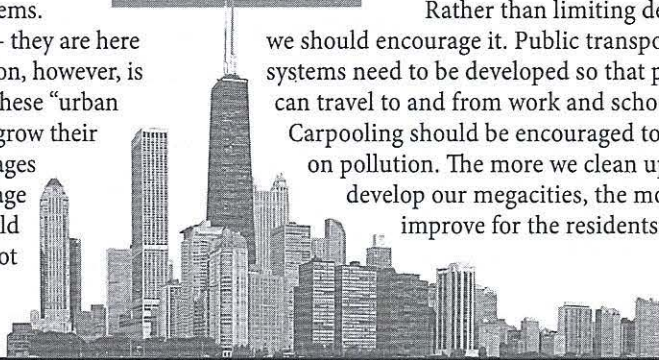 ems.
- they are here
on, however, is
hese “urban
grow their
ages
nge
ld
ot
Rather than limiting de
we should encourage it. Public transpo
systems need to be developed so that p
can travel to and from work and scho
Carpooling should be encouraged to
on pollution. The more we clean up
develop our megacities, the mo
improve for the residents